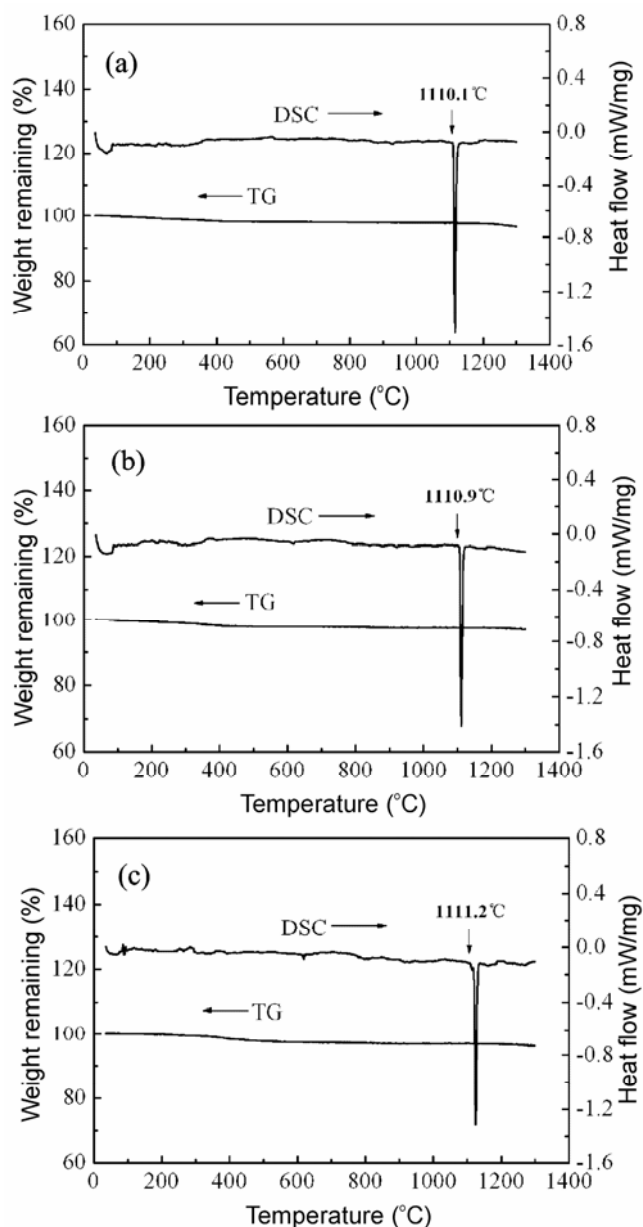 160
140
120
100
80
60
Weight remaining (%)
(a)
1110.1℃
DSC
TG
0.8
0.4
-0.0
-0.4
-0.8
-1.2
-1.6
Heat flow (mW/mg)
0 200 400 600 800 1000 1200 1400
Temperature (°C)
160
140
120
100
80
60
Weight remaining (%)
(b)
1110.9℃
DSC
TG
0.8
0.4
0.0
-0.4
-0.8
-1.2
-1.6
Heat flow (mW/mg)
0 200 400 600 800 1000 1200 1400
Temperature (°C)
160
140
120
100
80
60
Weight remaining (%)
(c)
1111.2℃
DSC
TG
0.8
0.4
0.0
-0.4
-0.8
-1.2
-1.6
Heat flow (mW/mg)
0 200 400 600 800 1000 1200 1400
Temperature (°C)